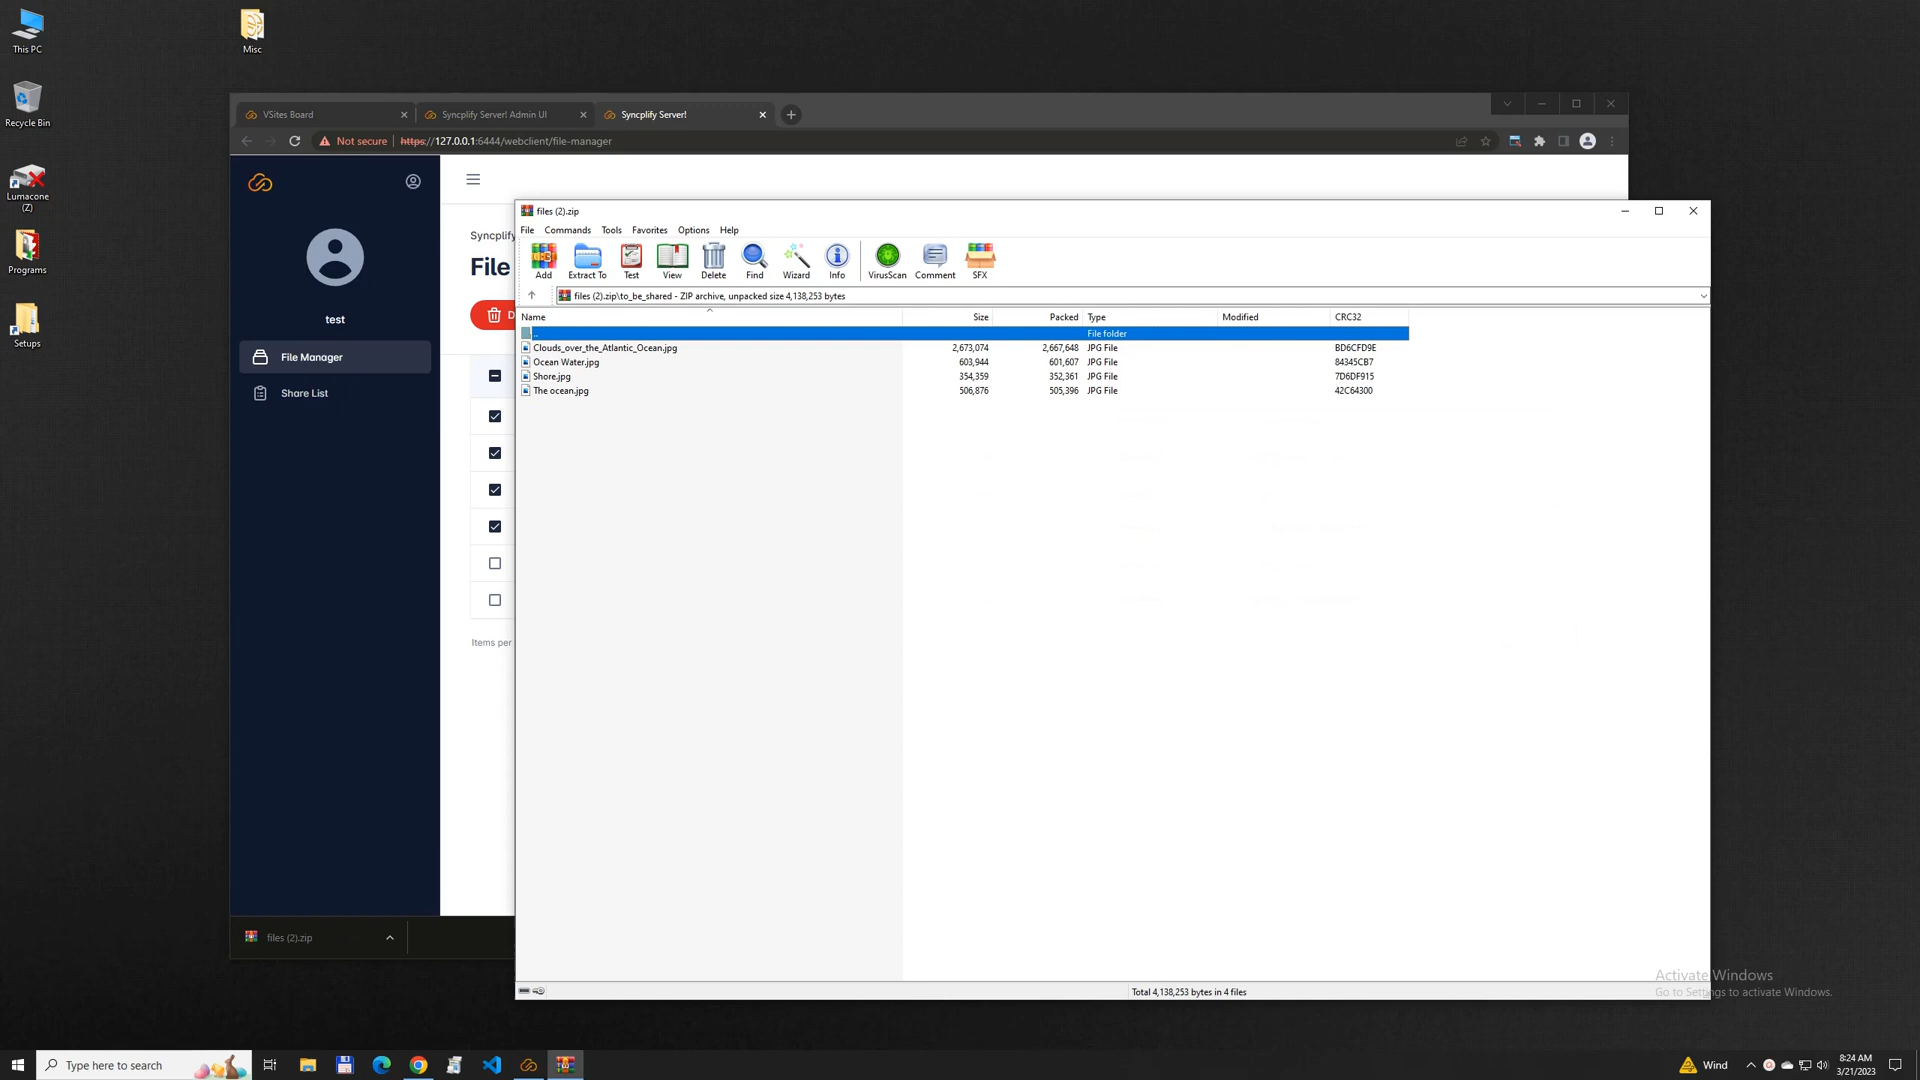 This PC
Misc
Recycle Bin
Lumacone
(Z)
Programs
Setups
VSites Board
Syncplify Server! Admin UI
Syncplify Server!
Not secure
https://127.0.0.1:6444/webclient/file-manager
test
File Manager
Share List
Syncplify
File
D
Items per
files (2).zip
files (2).zip
File Commands Tools Favorites Options Help
Add Extract To Test View Delete Find Wizard Info VirusScan Comment SFX
files (2).zip\to_be_shared - ZIP archive, unpacked size 4,138,253 bytes
Name Size Packed Type Modified CRC32
.. File folder
Clouds_over_the_Atlantic_Ocean.jpg 2,673,074 2,667,648 JPG File BD6CFD9E
Ocean Water.jpg 603,944 601,607 JPG File 84345CB7
Shore.jpg 354,359 352,361 JPG File 7D6DF915
The ocean.jpg 506,876 505,396 JPG File 42C64300
Total 4,138,253 bytes in 4 files
Activate Windows
Go to Settings to activate Windows.
Type here to search
Wind
8:24 AM
3/21/2023